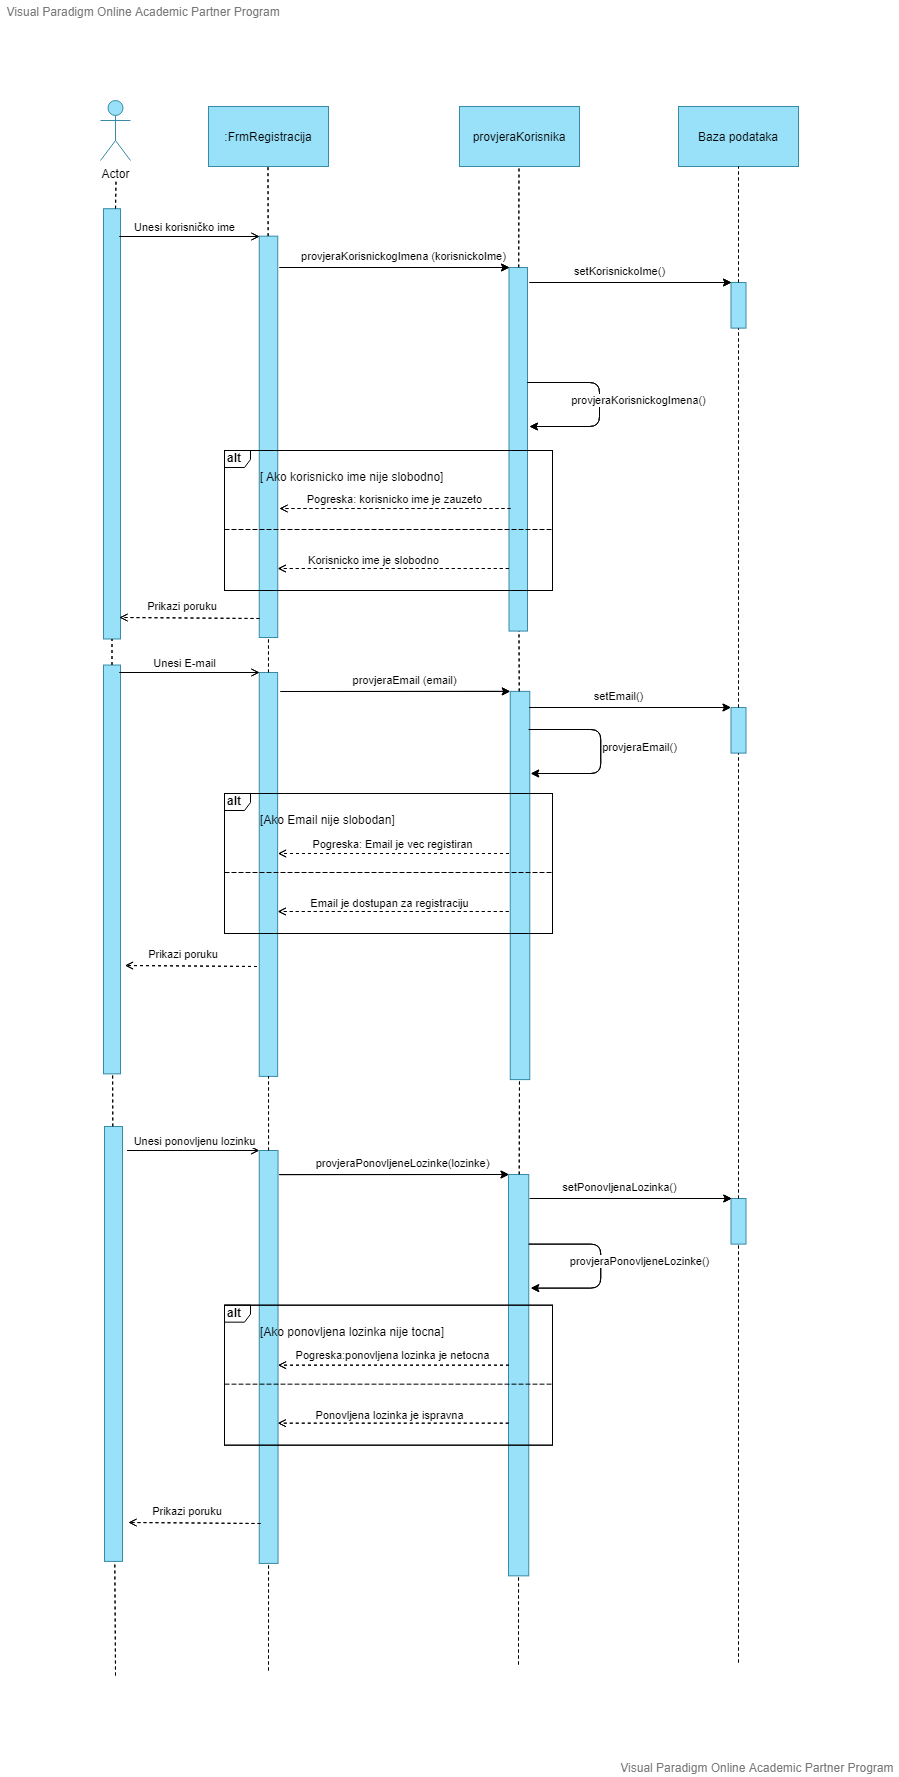 Visual Paradigm Online Academic Partner Program
:FrmRegistracija
provjeraKorisnika
Baza podataka
Actor
Unesi korisničko ime
provjeraKorisnickogImena (korisnickoIme)
setKorisnickoIme()
provjeraKorisnickogImena()
alt
[ Ako korisnicko ime nije slobodno]
Pogreska: korisnicko ime je zauzeto
Korisnicko ime je slobodno
Prikazi poruku
Unesi E-mail
provjeraEmail (email)
setEmail()
provjeraEmail()
alt
[Ako Email nije slobodan]
Pogreska: Email je vec registiran
Email je dostupan za registraciju
Prikazi poruku
Unesi ponovljenu lozinku
provjeraPonovljeneLozinke(lozinke)
setPonovljenaLozinka()
provjeraPonovljeneLozinke()
alt
[Ako ponovljena lozinka nije tocna]
Pogreska:ponovljena lozinka je netocna
Ponovljena lozinka je ispravna
Prikazi poruku
Visual Paradigm Online Academic Partner Program